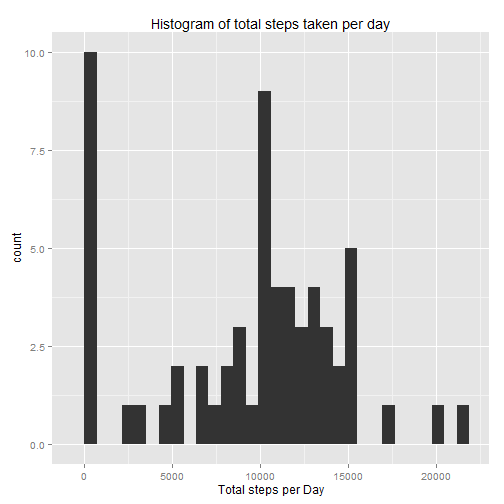 Histogram of total steps taken per day
10.0
7.5
5.0
2.5
0.0
count
0 5000 10000 15000 20000
Total steps per Day